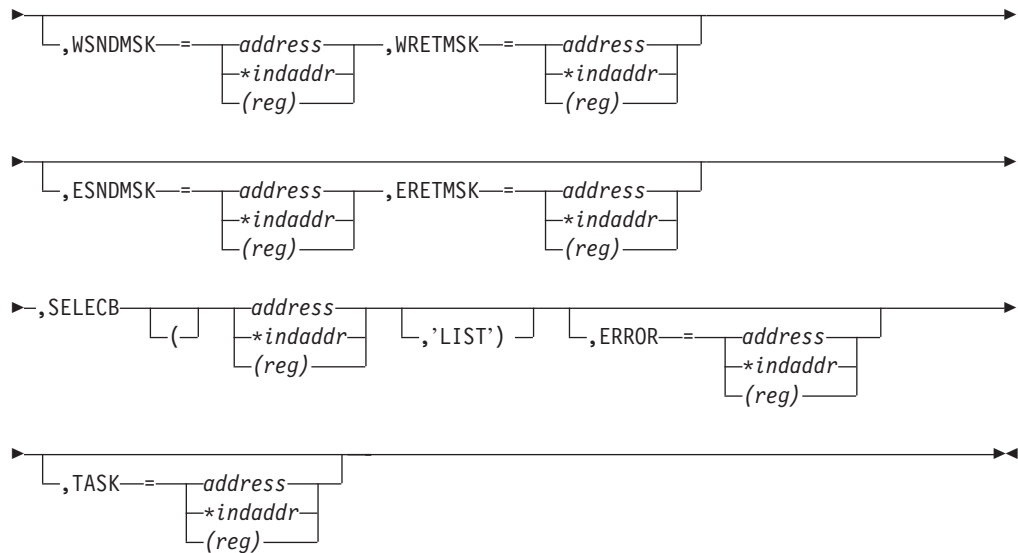 ,WSNDMSK = address ,WRETMSK = address
*indaddr *indaddr
(reg) (reg)
,ESNDMSK = address ,ERETMSK = address
*indaddr *indaddr
(reg) (reg)
,SELECB ( address ,'LIST') ,ERROR = address
*indaddr *indaddr
(reg) (reg)
,TASK = address
*indaddr
(reg)